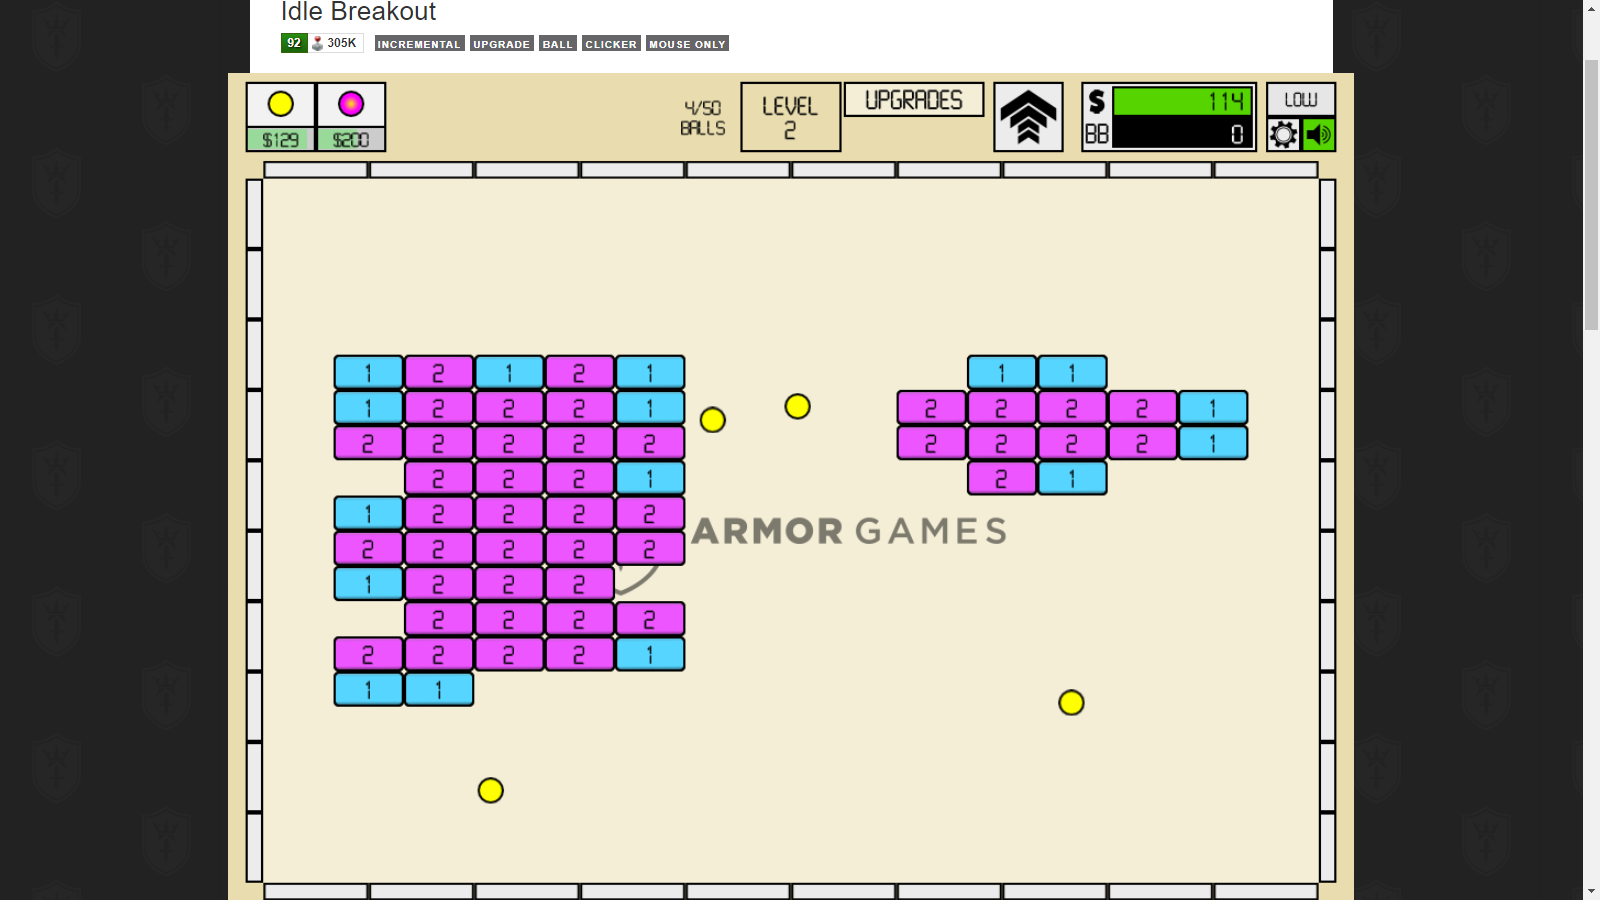 Idle Breakout
92 305K INCREMENTAL UPGRADE BALL CLICKER MOUSE ONLY
$129 $200
4/50
BALLS
LEVEL
2
UPGRADES
$ 114
BB 0
LOW
1 2 1 2 1 1 1
1 2 2 2 1 2 2 2 2 1
2 2 2 2 2 2 2 2 2 1
2 2 2 1 2 1
1 2 2 2 2
ARMOR GAMES
2 2 2 2 2
1 2 2 2
2 2 2 2
2 2 2 2 1
1 1